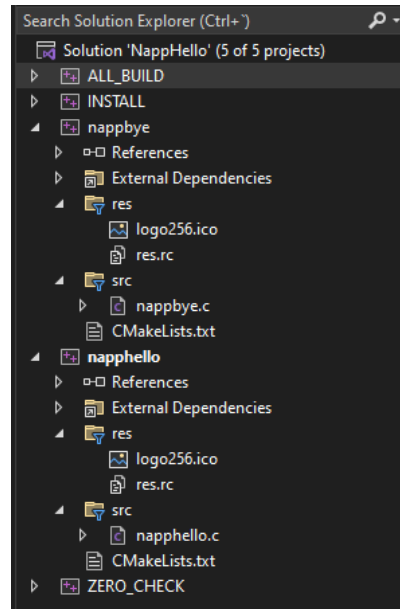 Search Solution Explorer (Ctrl+`)
Solution 'NappHello' (5 of 5 projects)
ALL_BUILD
INSTALL
nappbye
References
External Dependencies
res
logo256.ico
res.rc
src
nappbye.c
CMakeLists.txt
napphello
References
External Dependencies
res
logo256.ico
res.rc
src
napphello.c
CMakeLists.txt
ZERO_CHECK